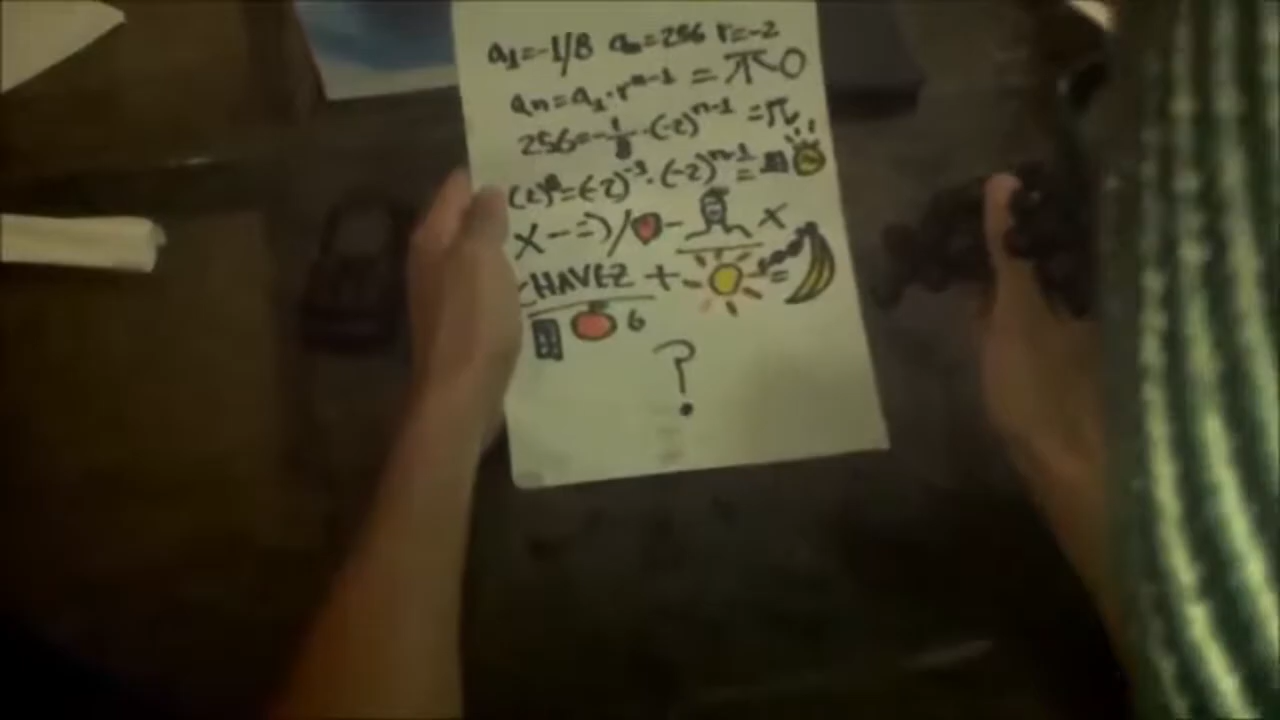 a₁=-1/8 aₙ=256 r=-2
aₙ=a₁·rⁿ⁻¹ = π0
256=-1/8·(-2)ⁿ⁻¹ =π
(2)⁸=(-2)⁻³·(-2)ⁿ⁻¹=
X-=)/ - X
CHAVEZ + =
6
?